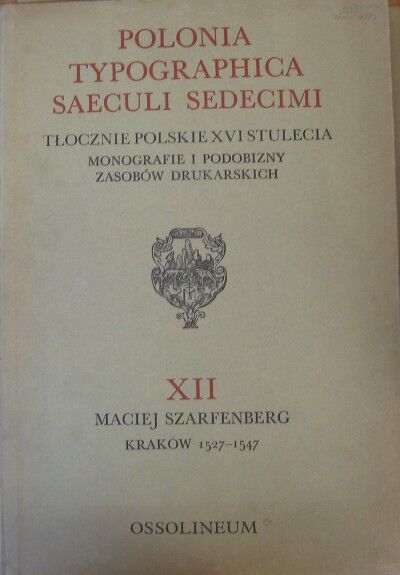 POLONIA
TYPOGRAPHICA
SAECULI SEDECIMI
TŁOCZNIE POLSKIE XVI STULECIA
MONOGRAFIE I PODOBIZNY
ZASOBÓW DRUKARSKICH
XII
MACIEJ SZARFENBERG
KRAKÓW 1527–1547
OSSOLINEUM